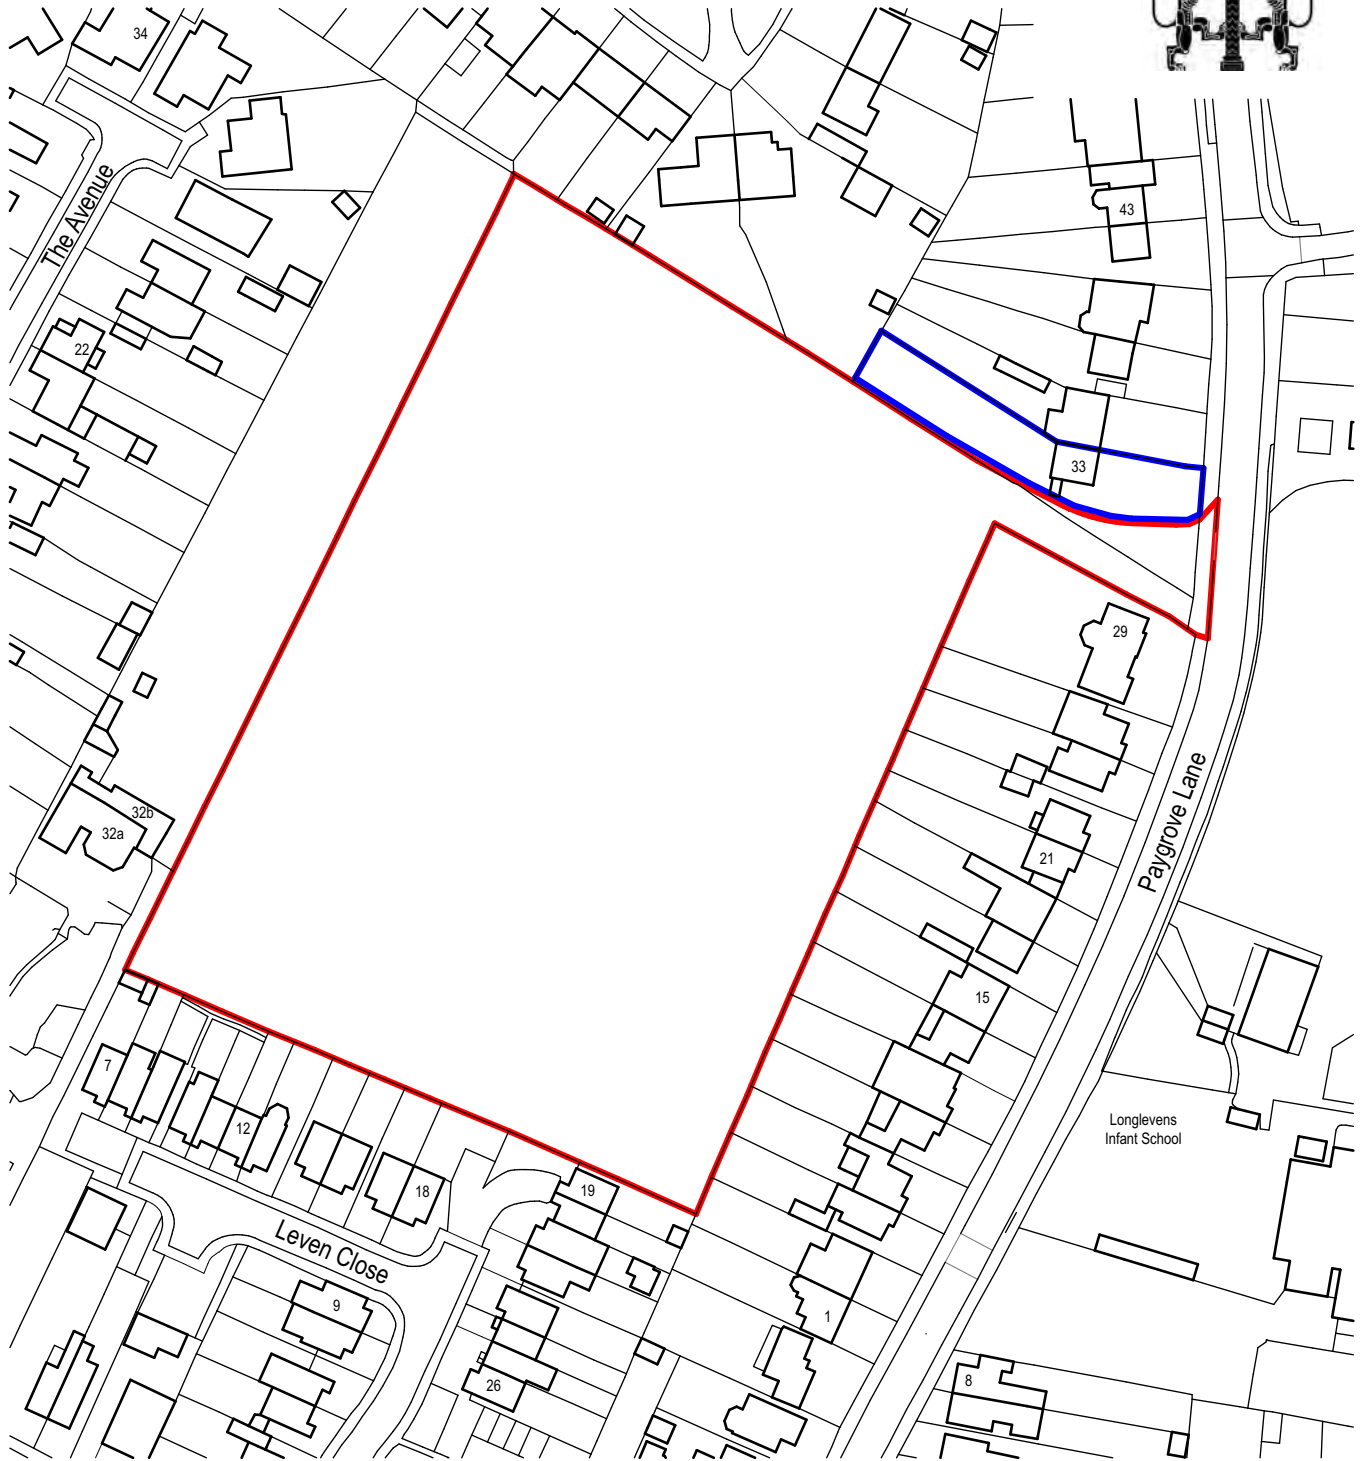 34
The Avenue
43
22
33
29
32b
32a
21
Paygrove Lane
15
7
12
Longlevens
Infant School
18
19
Leven Close
9
1
26
8